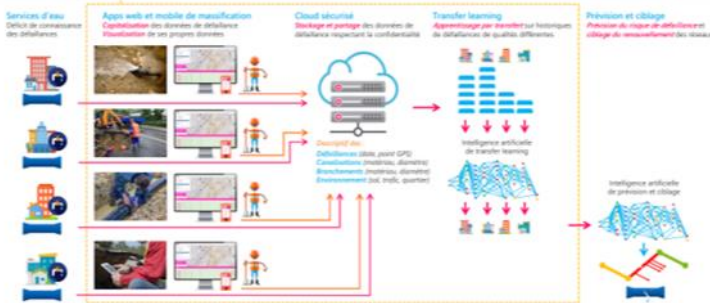 Services d'eau
Déficit de connaissance
des défaillances
Apps web et mobile de massification
Capitalisation des données de défaillance
Visualisation de ses propres données
Cloud sécurisé
Stockage et partage des données de
défaillance respectant la confidentialité
Transfer learning
Apprentissage par transfert sur historiques
de défaillances de qualités différentes
Prévision et ciblage
Prévision du risque de défaillance et
ciblage du renouvellement des réseaux
Descriptif des
Défaillances (date, point GPS)
Canalisations (matériau, diamètre)
Branchements (matériau, diamètre)
Environnement (sol, trafic, quartier)
Intelligence artificielle
de transfer learning
Intelligence artificielle
de prévision et ciblage